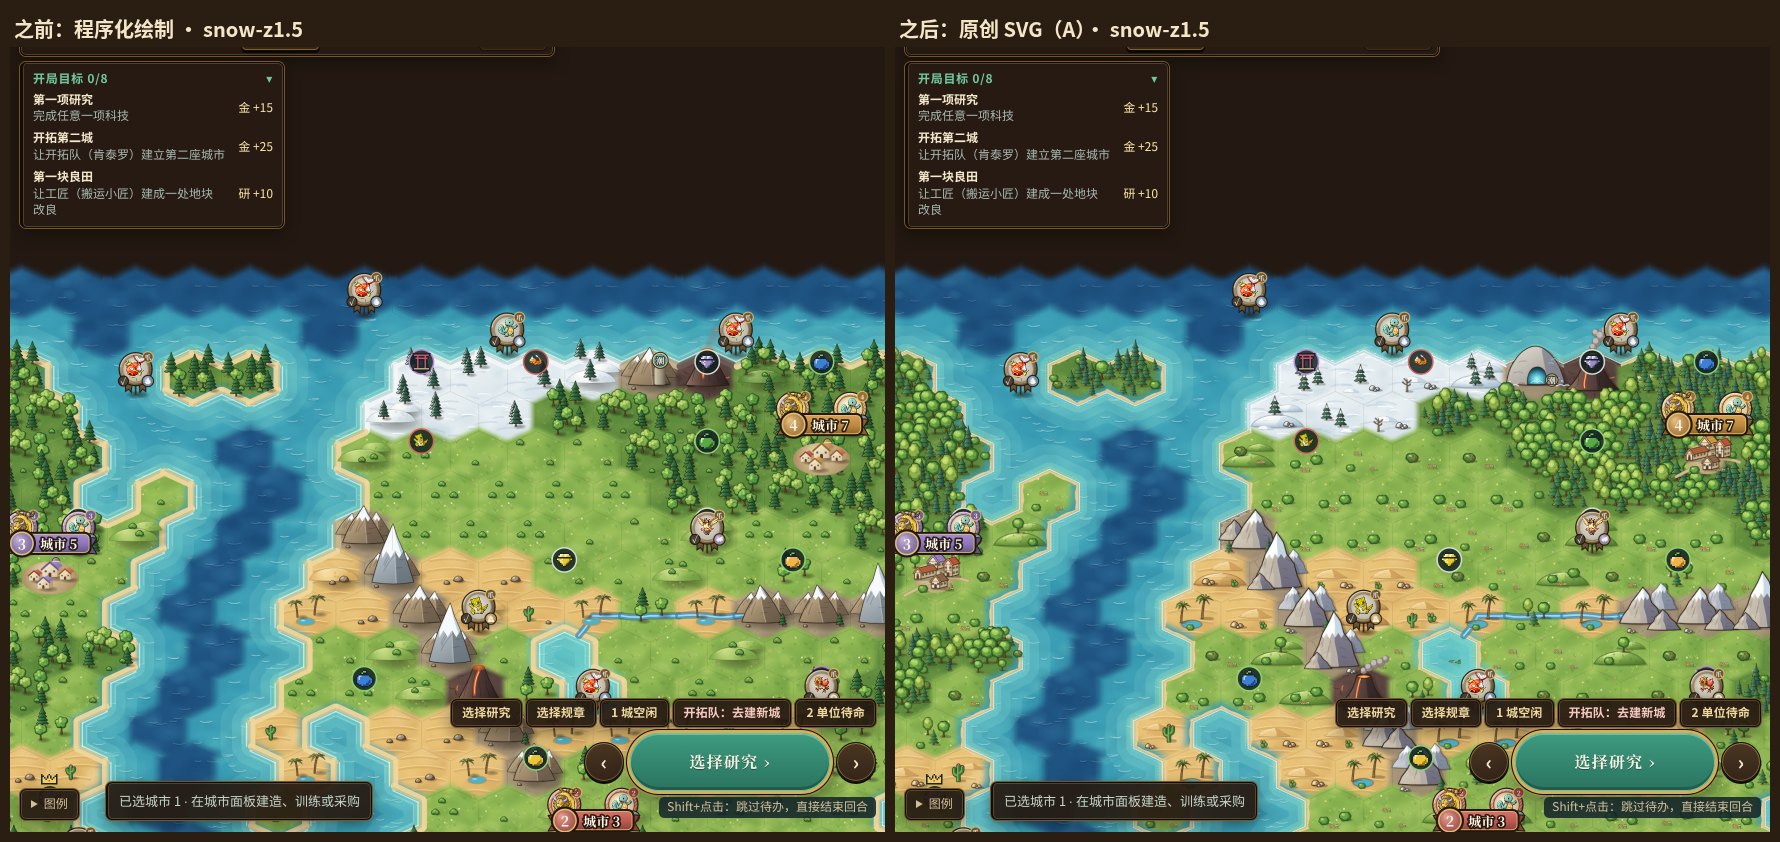 之前：程序化绘制 · snow-z1.5
开局目标 0/8
▼
第一项研究
完成任意一项科技
金 +15
开拓第二城
让开拓队（肯泰罗）建立第二座城市
金 +25
第一块良田
让工匠（搬运小匠）建成一处地块
改良
研 +10
4 城市 7
3 城市 5
选择研究
选择规章
1 城空闲
开拓队：去建新城
2 单位待命
‹
选择研究 ›
›
▶ 图例
已选城市 1 · 在城市面板建造、训练或采购
Shift+点击：跳过待办，直接结束回合
2 城市 3
之后：原创 SVG（A）· snow-z1.5
开局目标 0/8
▼
第一项研究
完成任意一项科技
金 +15
开拓第二城
让开拓队（肯泰罗）建立第二座城市
金 +25
第一块良田
让工匠（搬运小匠）建成一处地块
改良
研 +10
4 城市 7
3 城市 5
选择研究
选择规章
1 城空闲
开拓队：去建新城
2 单位待命
‹
选择研究 ›
›
▶ 图例
已选城市 1 · 在城市面板建造、训练或采购
Shift+点击：跳过待办，直接结束回合
2 城市 3